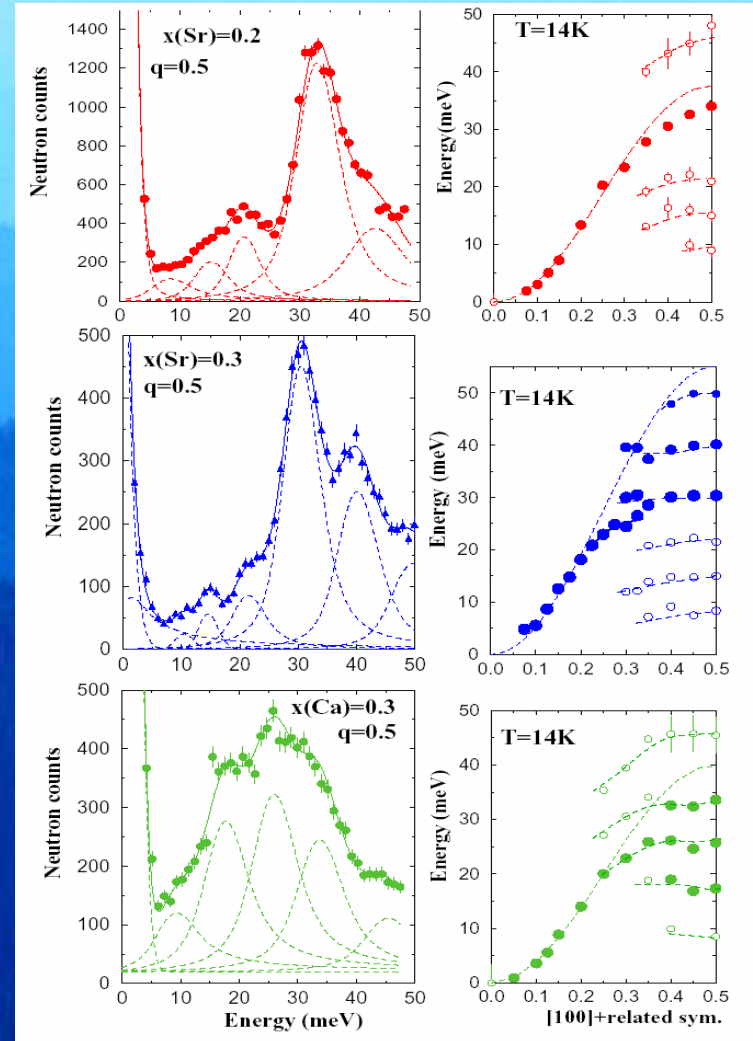 x(Sr)=0.2
q=0.5
Neutron counts
1400
1200
1000
800
600
400
200
0
0 10 20 30 40 50
T=14K
Energy(meV)
50
40
30
20
10
0
0.0 0.1 0.2 0.3 0.4 0.5
x(Sr)=0.3
q=0.5
Neutron counts
500
400
300
200
100
0
0 10 20 30 40 50
T=14K
Energy (meV)
50
40
30
20
10
0
0.0 0.1 0.2 0.3 0.4 0.5
x(Ca)=0.3
q=0.5
Neutron counts
500
400
300
200
100
0
0 10 20 30 40 50
Energy (meV)
T=14K
Energy (meV)
50
40
30
20
10
0
0.0 0.1 0.2 0.3 0.4 0.5
[100]+related sym.